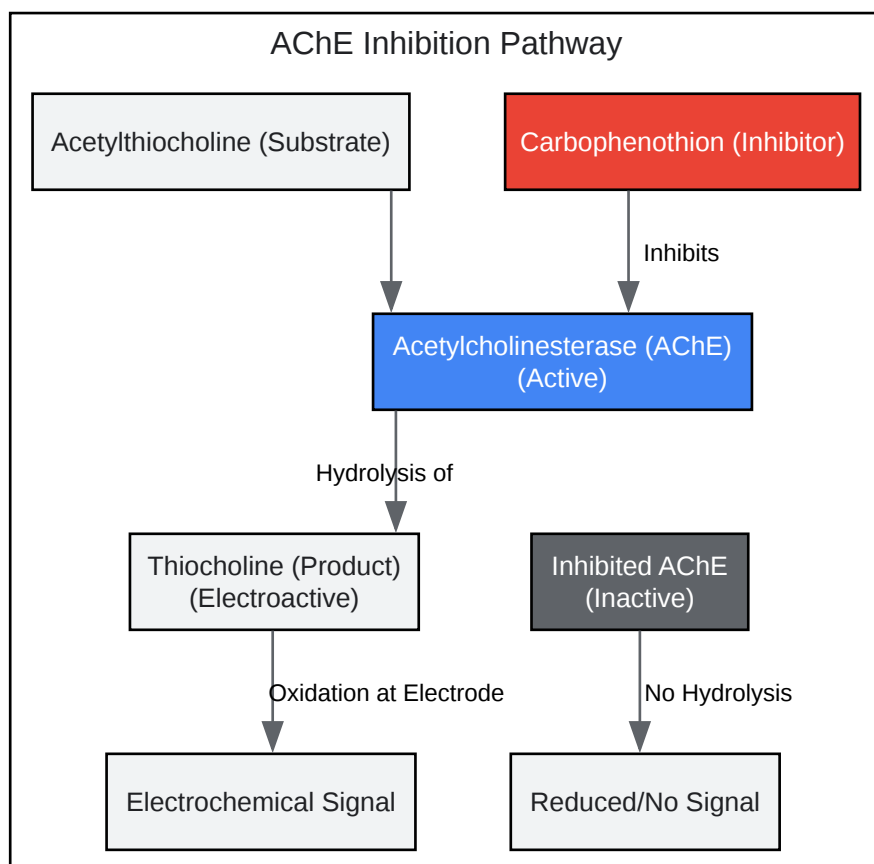 AChE Inhibition Pathway
Acetylthiocholine (Substrate)
Carbophenothion (Inhibitor)
Inhibits
Acetylcholinesterase (AChE)
(Active)
Hydrolysis of
Thiocholine (Product)
(Electroactive)
Inhibited AChE
(Inactive)
Oxidation at Electrode
No Hydrolysis
Electrochemical Signal
Reduced/No Signal